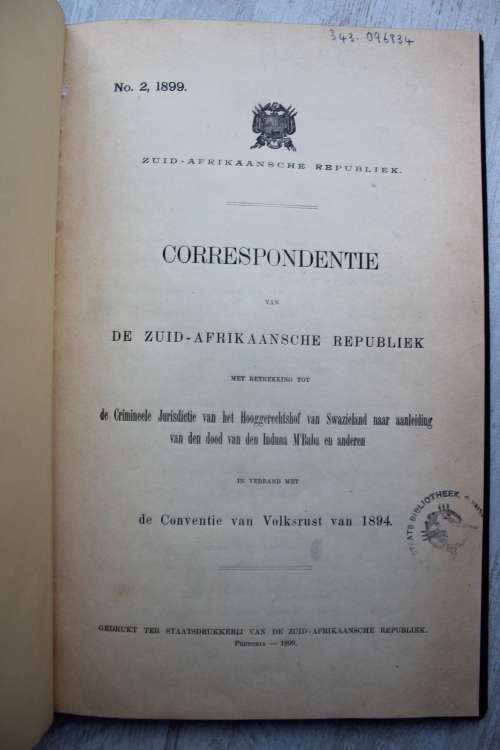 343.096834
No. 2, 1899.
ZUID-AFRIKAANSCHE REPUBLIEK.
CORRESPONDENTIE
VAN
DE ZUID-AFRIKAANSCHE REPUBLIEK
MET BETREKKING TOT
de Crimineele Jurisdictie van het Hooggerechtshof van Swazieland naar aanleiding
van den dood van den Induna M'Baba en anderen
IN VERBAND MET
de Conventie van Volksrust van 1894.
STAATS BIBLIOTHEEK
GEDRUKT TER STAATSDRUKKERIJ VAN DE ZUID-AFRIKAANSCHE REPUBLIEK.
PRETORIA — 1899.